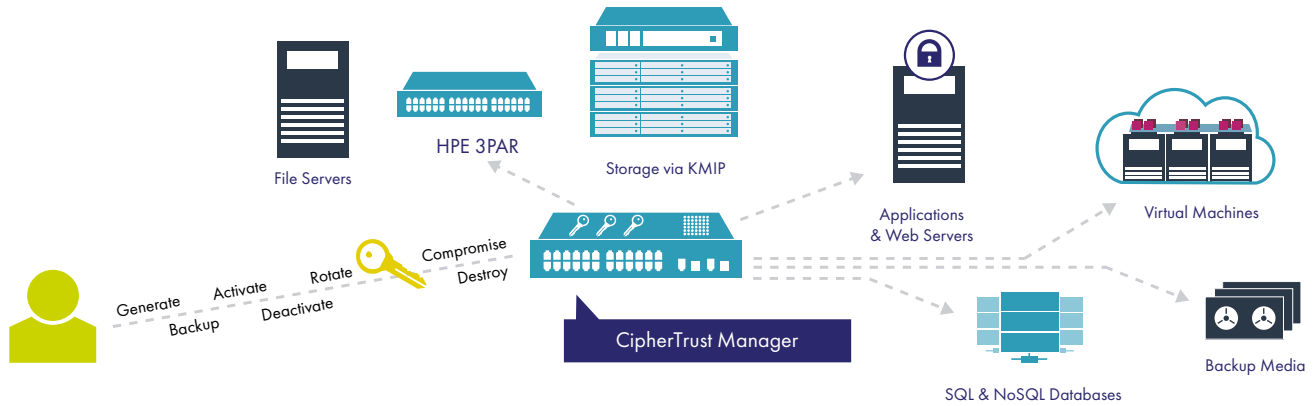 HPE 3PAR
File Servers
Storage via KMIP
Applications
& Web Servers
Virtual Machines
Generate
Activate
Rotate
Compromise
Backup
Deactivate
Destroy
CipherTrust Manager
Backup Media
SQL & NoSQL Databases